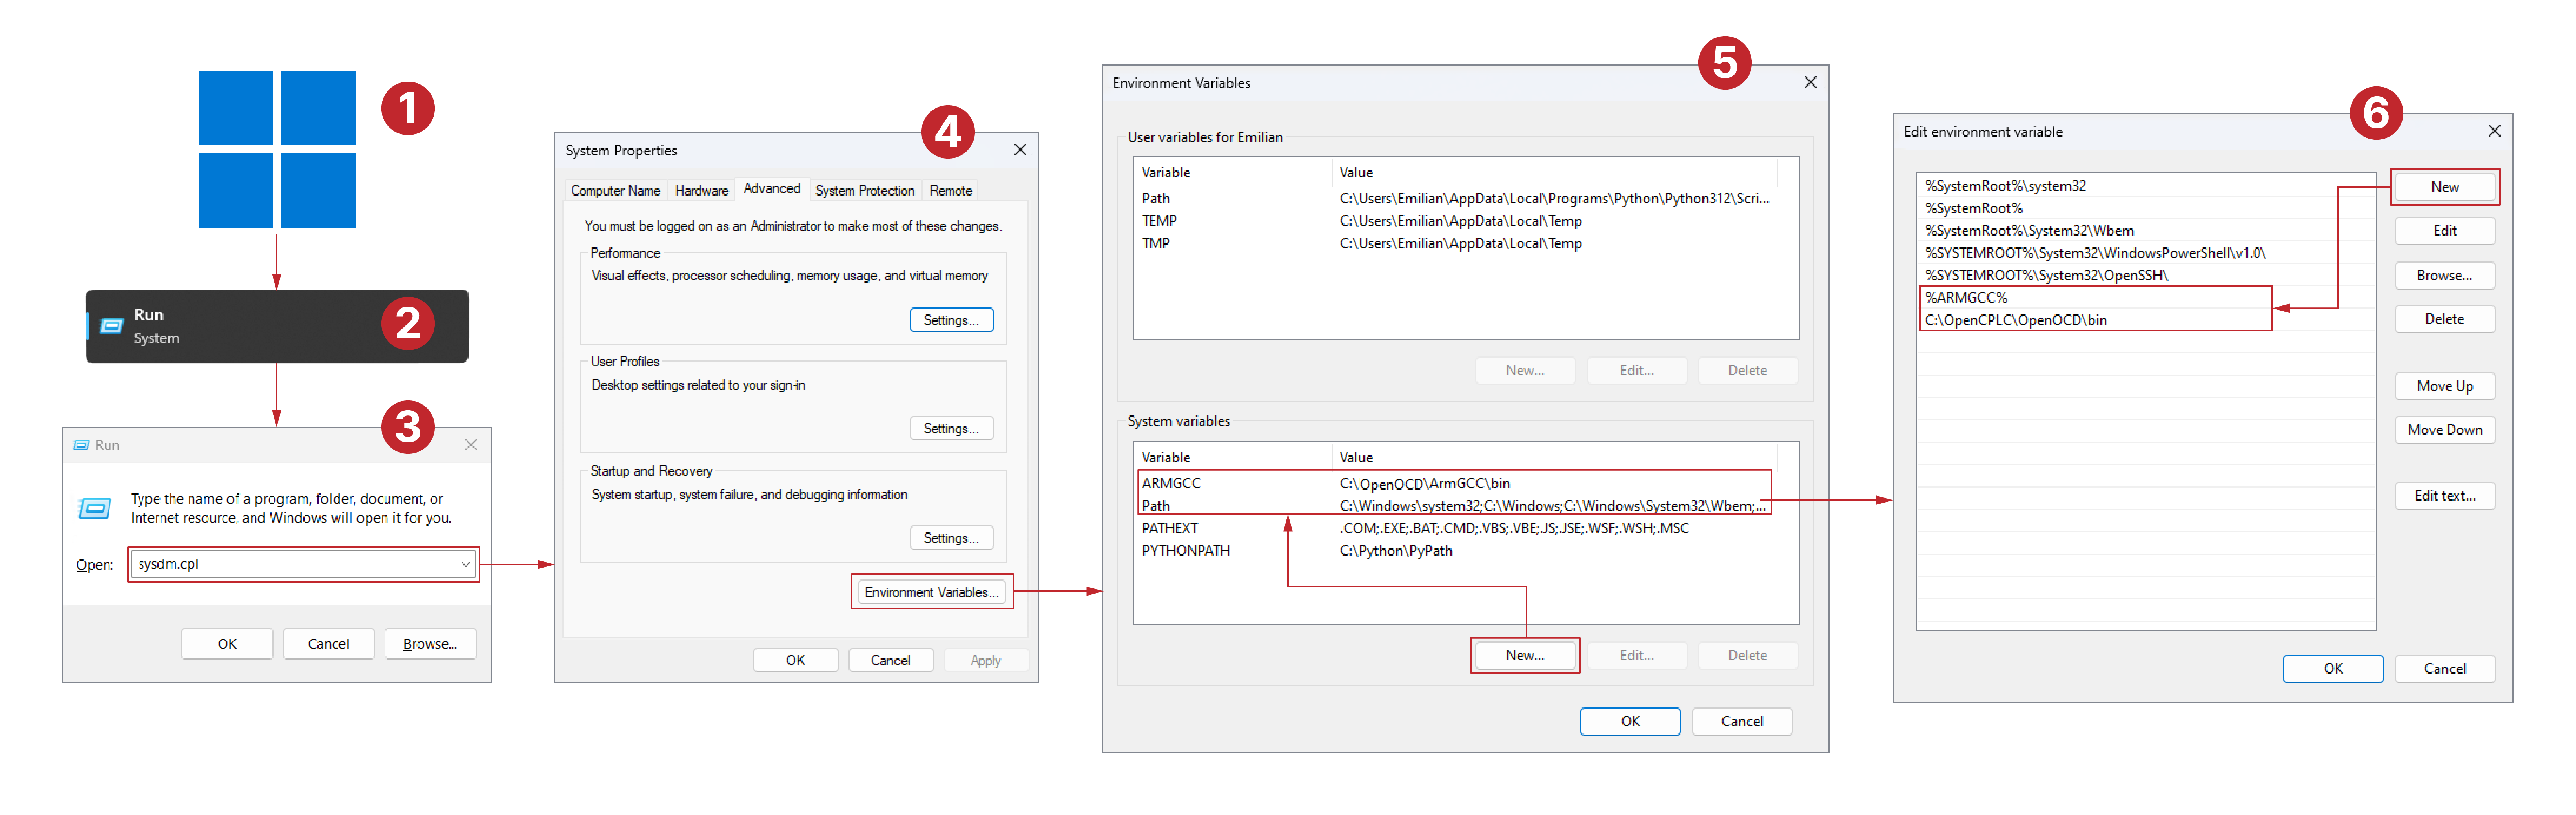 1
2
Run
System
3
Run
Type the name of a program, folder, document, or
Internet resource, and Windows will open it for you.
Open: sysdm.cpl
OK Cancel Browse...
4
System Properties
Computer Name Hardware Advanced System Protection Remote
You must be logged on as an Administrator to make most of these changes.
Performance
Visual effects, processor scheduling, memory usage, and virtual memory
Settings...
User Profiles
Desktop settings related to your sign-in
Settings...
Startup and Recovery
System startup, system failure, and debugging information
Settings...
Environment Variables...
OK Cancel Apply
5
Environment Variables
User variables for Emilian
Variable Value
Path C:\Users\Emilian\AppData\Local\Programs\Python\Python312\Scri...
TEMP C:\Users\Emilian\AppData\Local\Temp
TMP C:\Users\Emilian\AppData\Local\Temp
New... Edit... Delete
System variables
Variable Value
ARMGCC C:\OpenOCD\ArmGCC\bin
Path C:\Windows\system32;C:\Windows;C:\Windows\System32\Wbem;...
PATHEXT .COM;.EXE;.BAT;.CMD;.VBS;.VBE;.JS;.JSE;.WSF;.WSH;.MSC
PYTHONPATH C:\Python\PyPath
New... Edit... Delete
OK Cancel
6
Edit environment variable
%SystemRoot%\system32
%SystemRoot%
%SystemRoot%\System32\Wbem
%SYSTEMROOT%\System32\WindowsPowerShell\v1.0\
%SYSTEMROOT%\System32\OpenSSH\
%ARMGCC%
C:\OpenCPLC\OpenOCD\bin
New
Edit
Browse...
Delete
Move Up
Move Down
Edit text...
OK Cancel